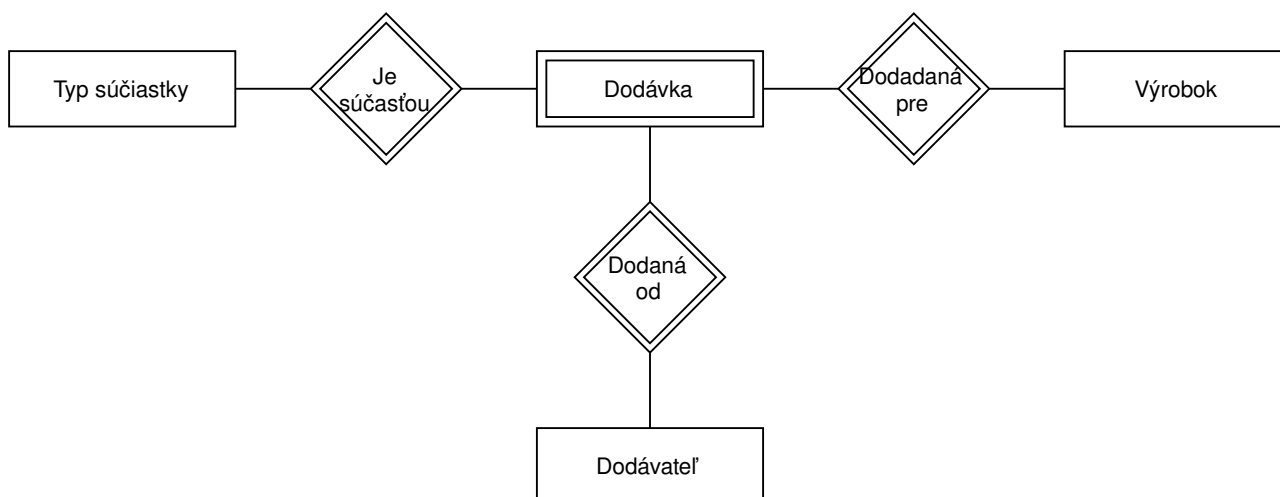 Typ súčiastky
Je
súčasťou
Dodávka
Dodadaná
pre
Výrobok
Dodaná
od
Dodávateľ